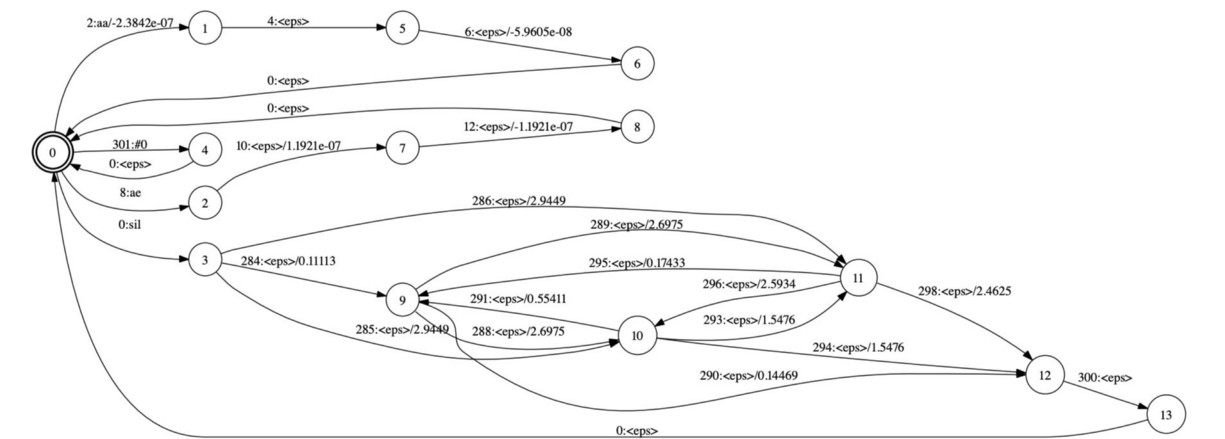 2:aa/-2.3842e-07
1
4:<eps>
5
6:<eps>/-5.9605e-08
6
0:<eps>
0:<eps>
8
12:<eps>/-1.1921e-07
0
301:#0
4
0:<eps>
10:<eps>/1.1921e-07
7
8:ae
2
0:sil
286:<eps>/2.9449
289:<eps>/2.6975
3
284:<eps>/0.11113
295:<eps>/0.17433
11
296:<eps>/2.5934
298:<eps>/2.4625
9
291:<eps>/0.55411
293:<eps>/1.5476
285:<eps>/2.9449
288:<eps>/2.6975
10
294:<eps>/1.5476
290:<eps>/0.14469
12
300:<eps>
13
0:<eps>